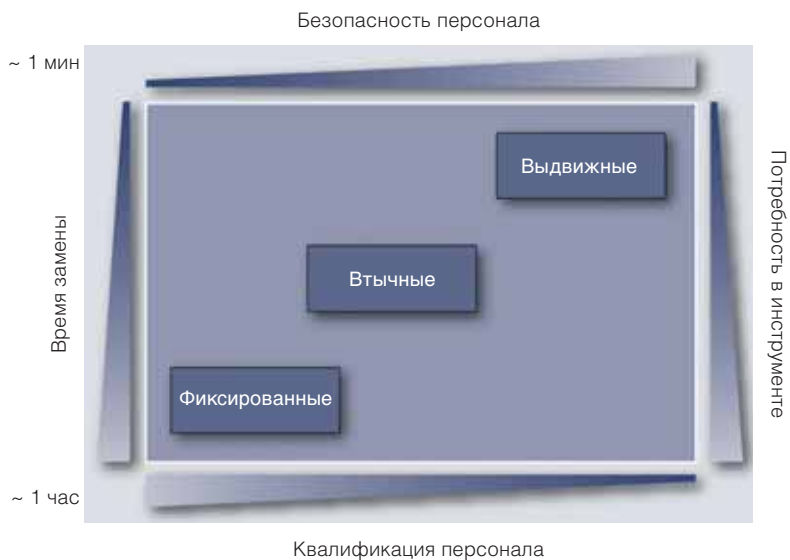 Безопасность персонала
~ 1 мин
Выдвижные
Потребность в инструменте
Время замены
Втычные
Фиксированные
~ 1 час
Квалификация персонала